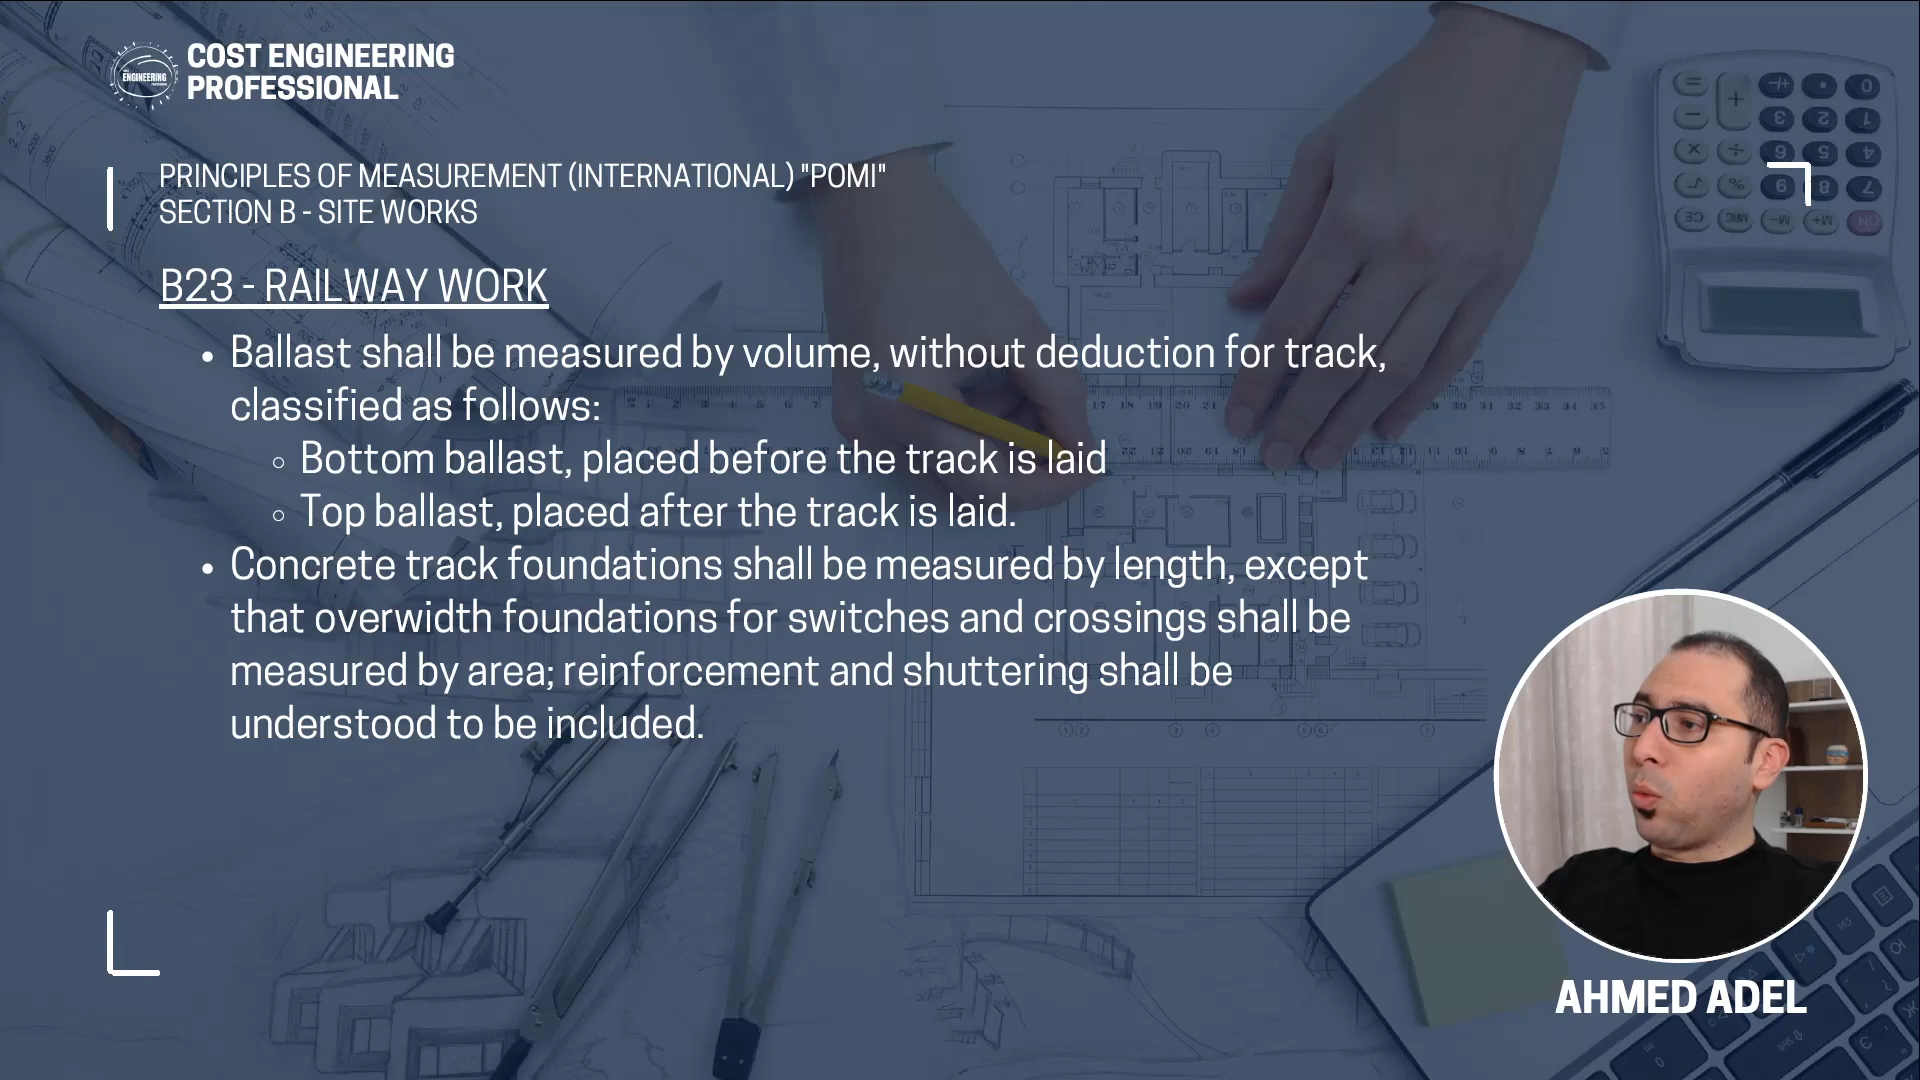 COST ENGINEERING
PROFESSIONAL
ENGINEERING
PRINCIPLES OF MEASUREMENT (INTERNATIONAL) "POMI"
SECTION B - SITE WORKS
B23 - RAILWAY WORK
• Ballast shall be measured by volume, without deduction for track,
classified as follows:
◦ Bottom ballast, placed before the track is laid
◦ Top ballast, placed after the track is laid.
• Concrete track foundations shall be measured by length, except
that overwidth foundations for switches and crossings shall be
measured by area; reinforcement and shuttering shall be
understood to be included.
AHMED ADEL